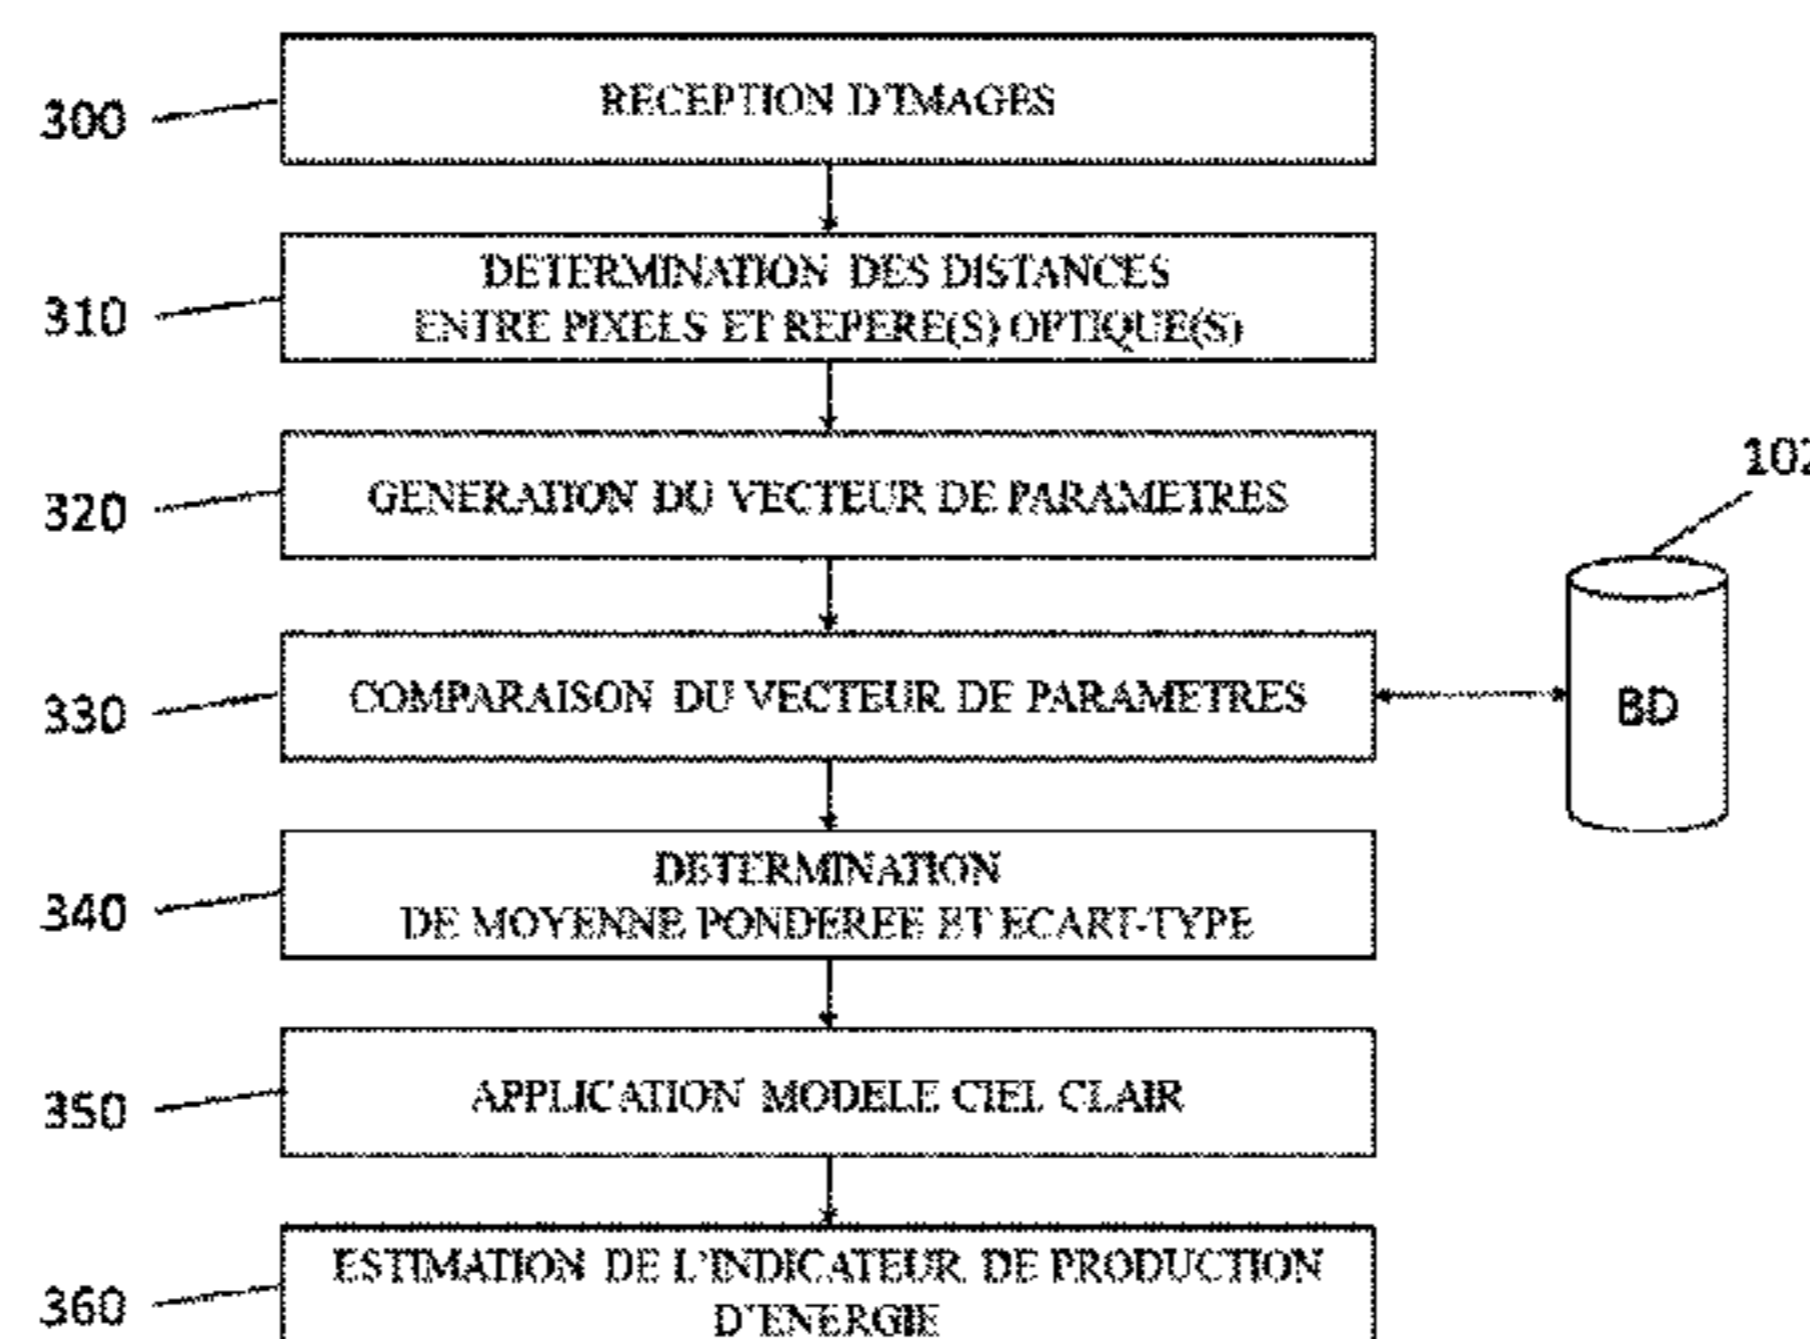 300
RECEPTION D'IMAGES
310
DETERMINATION DES DISTANCES
ENTRE PIXELS ET REPERE(S) OPTIQUE(S)
320
GENERATION DU VECTEUR DE PARAMETRES
102
330
COMPARAISON DU VECTEUR DE PARAMETRES
BD
340
DETERMINATION
DE MOYENNE PONDEREE ET ECART-TYPE
350
APPLICATION MODELE CIEL CLAIR
360
ESTIMATION DE L'INDICATEUR DE PRODUCTION
D'ENERGIE